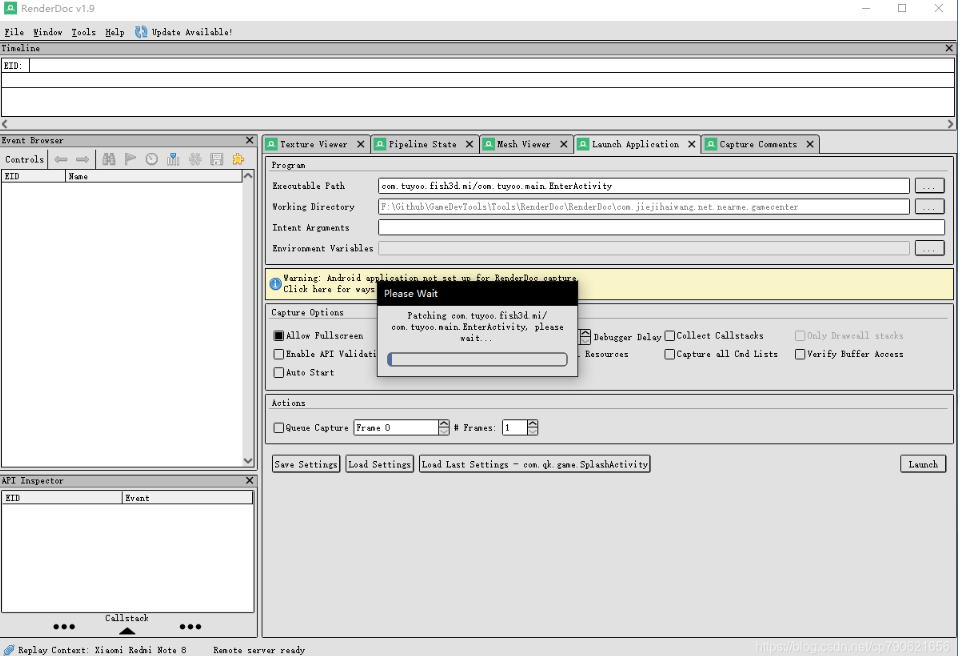 RenderDoc v1.9
File Window Tools Help Update Available!
Timeline
EID:
Event Browser
Controls
EID Name
API Inspector
EID Event
Callstack
Texture Viewer Pipeline State Mesh Viewer Launch Application Capture Comments
Program
Executable Path com.tuyoo.fish3d.mi/com.tuyoo.main.EnterActivity ...
Working Directory F:\Github\GameDevTools\Tools\RenderDoc\RenderDoc\com.jiejihaiwang.net.nearme.gamecenter ...
Intent Arguments
Environment Variables ...
Warning: Android application not set up for RenderDoc capture
Click here for ways
Please Wait
Patching com.tuyoo.fish3d.mi/
com.tuyoo.main.EnterActivity, please
wait...
Capture Options
Allow Fullscreen Debugger Delay Collect Callstacks Only Drawcall stacks
Enable API Validati Resources Capture all Cmd Lists Verify Buffer Access
Auto Start
Actions
Queue Capture Frame 0 # Frames: 1
Save Settings Load Settings Load Last Settings - com.qk.game.SplashActivity Launch
Replay Context: Xiaomi Redmi Note 8 Remote server ready